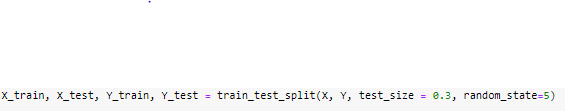 X_train, X_test, Y_train, Y_test = train_test_split(X, Y, test_size = 0.3, random_state=5)